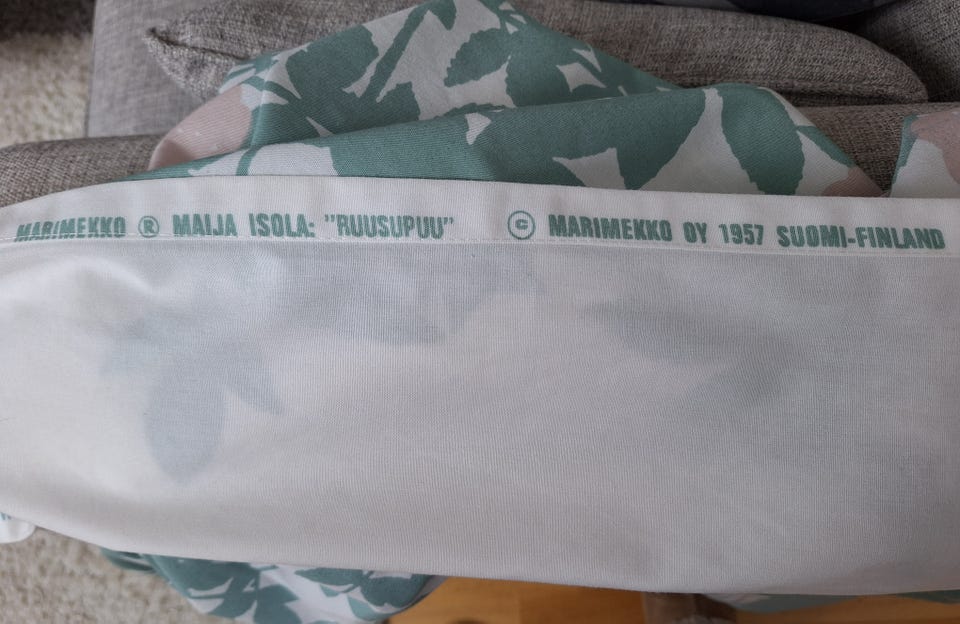 MARIMEKKO ® MAIJA ISOLA: "RUUSUPUU" © MARIMEKKO OY 1957 SUOMI-FINLAND